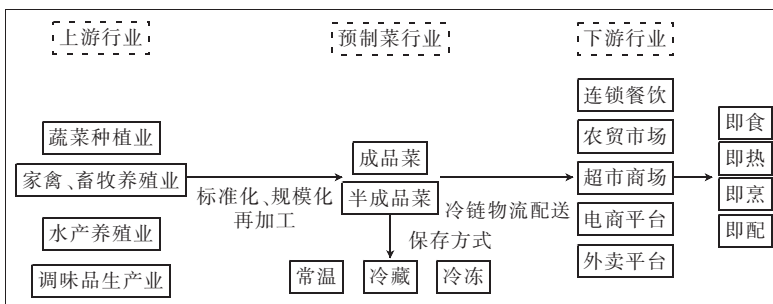 上游行业
预制菜行业
下游行业
蔬菜种植业
家禽、畜牧养殖业
水产养殖业
调味品生产业
标准化、规模化
再加工
成品菜
半成品菜
冷链物流配送
保存方式
常温
冷藏
冷冻
连锁餐饮
农贸市场
超市商场
电商平台
外卖平台
即食
即热
即烹
即配